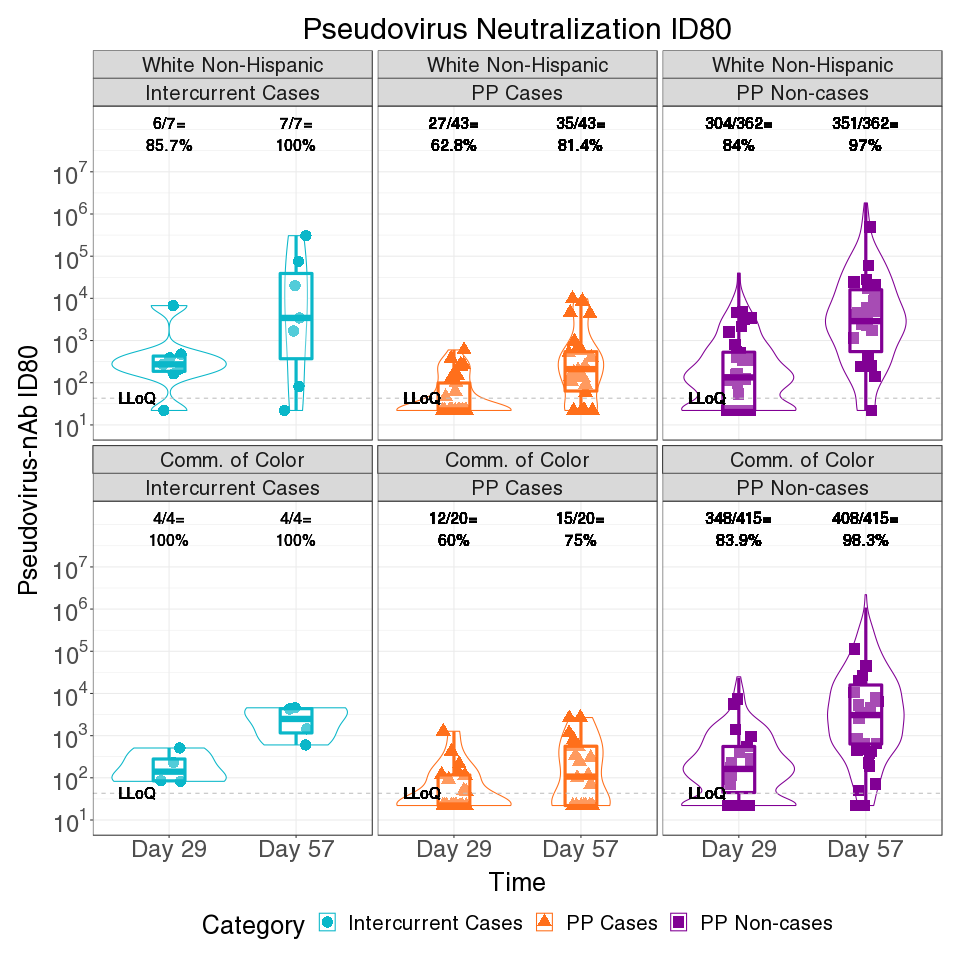 Pseudovirus Neutralization ID80
White Non-Hispanic White Non-Hispanic White Non-Hispanic
Intercurrent Cases PP Cases PP Non-cases
6/7= 7/7= 27/43= 35/43= 304/362= 351/362=
85.7% 100% 62.8% 81.4% 84% 97%
10^7
10^6
10^5
10^4
10^3
10^2
LLoQ LLoQ LLoQ
10^1
Pseudovirus-nAb ID80
Comm. of Color Comm. of Color Comm. of Color
Intercurrent Cases PP Cases PP Non-cases
4/4= 4/4= 12/20= 15/20= 348/415= 408/415=
100% 100% 60% 75% 83.9% 98.3%
10^7
10^6
10^5
10^4
10^3
10^2
LLoQ LLoQ LLoQ
10^1
Day 29 Day 57 Day 29 Day 57 Day 29 Day 57
Time
Category Intercurrent Cases PP Cases PP Non-cases